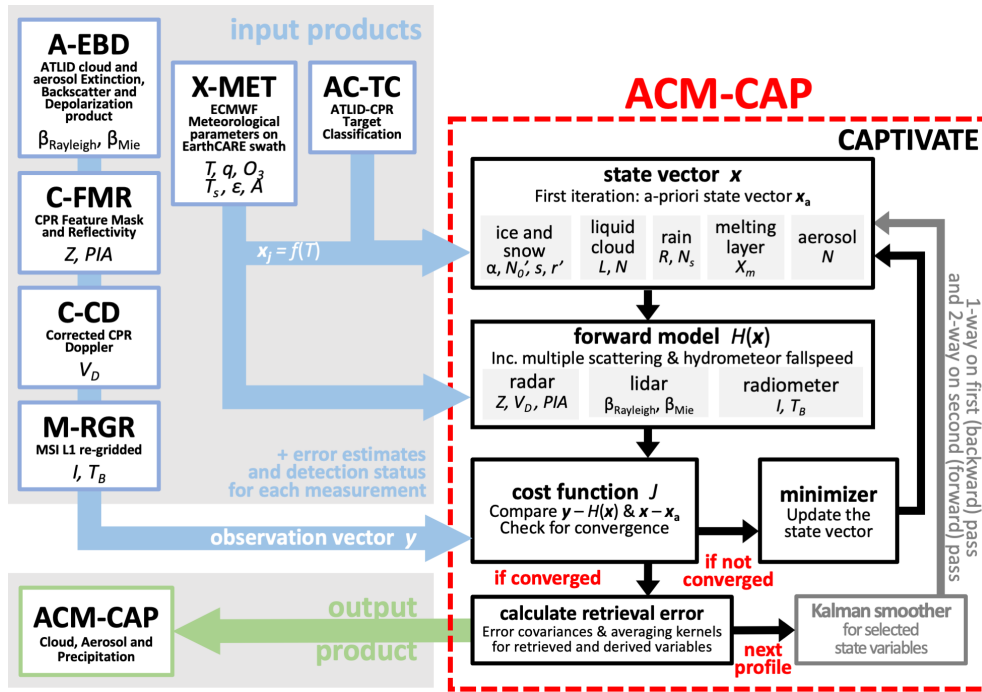 input products
A-EBD
ATLID cloud and
aerosol Extinction,
Backscatter and
Depolarization
product
βRayleigh, βMie
X-MET
ECMWF
Meteorological
parameters on
EarthCARE swath
T, q, O3
Ts, ε, A
AC-TC
ATLID-CPR
Target
Classification
C-FMR
CPR Feature Mask
and Reflectivity
Z, PIA
C-CD
Corrected CPR
Doppler
VD
M-RGR
MSI L1 re-gridded
I, TB
xj = f(T)
+ error estimates
and detection status
for each measurement
observation vector y
ACM-CAP
CAPTIVATE
state vector x
First iteration: a-priori state vector xa
ice and
snow
α, N0’, s, r’
liquid
cloud
L, N
rain
R, Ns
melting
layer
Xm
aerosol
N
forward model H(x)
Inc. multiple scattering & hydrometeor fallspeed
radar
Z, VD, PIA
lidar
βRayleigh, βMie
radiometer
I, TB
cost function J
Compare y – H(x) & x – xa
Check for convergence
minimizer
Update the
state vector
if not
converged
if converged
calculate retrieval error
Error covariances & averaging kernels
for retrieved and derived variables
next
profile
Kalman smoother
for selected
state variables
1-way on first (backward) pass
and 2-way on second (forward) pass
output
product
ACM-CAP
Cloud, Aerosol and
Precipitation